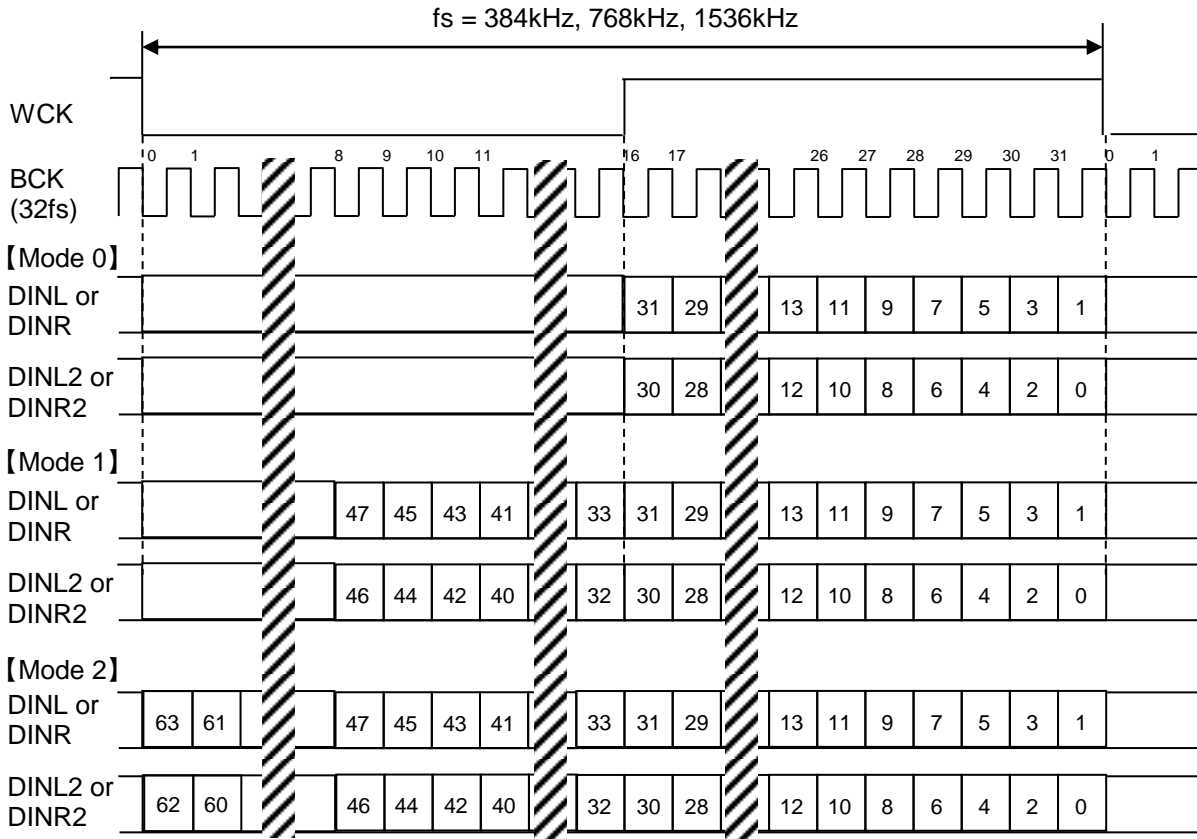 fs = 384kHz, 768kHz, 1536kHz
WCK
0 1 8 9 10 11 16 17 26 27 28 29 30 31 0 1
BCK
(32fs)
【Mode 0】
DINL or
DINR
31 29 13 11 9 7 5 3 1
DINL2 or
DINR2
30 28 12 10 8 6 4 2 0
【Mode 1】
DINL or
DINR
47 45 43 41 33 31 29 13 11 9 7 5 3 1
DINL2 or
DINR2
46 44 42 40 32 30 28 12 10 8 6 4 2 0
【Mode 2】
DINL or
DINR
63 61 47 45 43 41 33 31 29 13 11 9 7 5 3 1
DINL2 or
DINR2
62 60 46 44 42 40 32 30 28 12 10 8 6 4 2 0